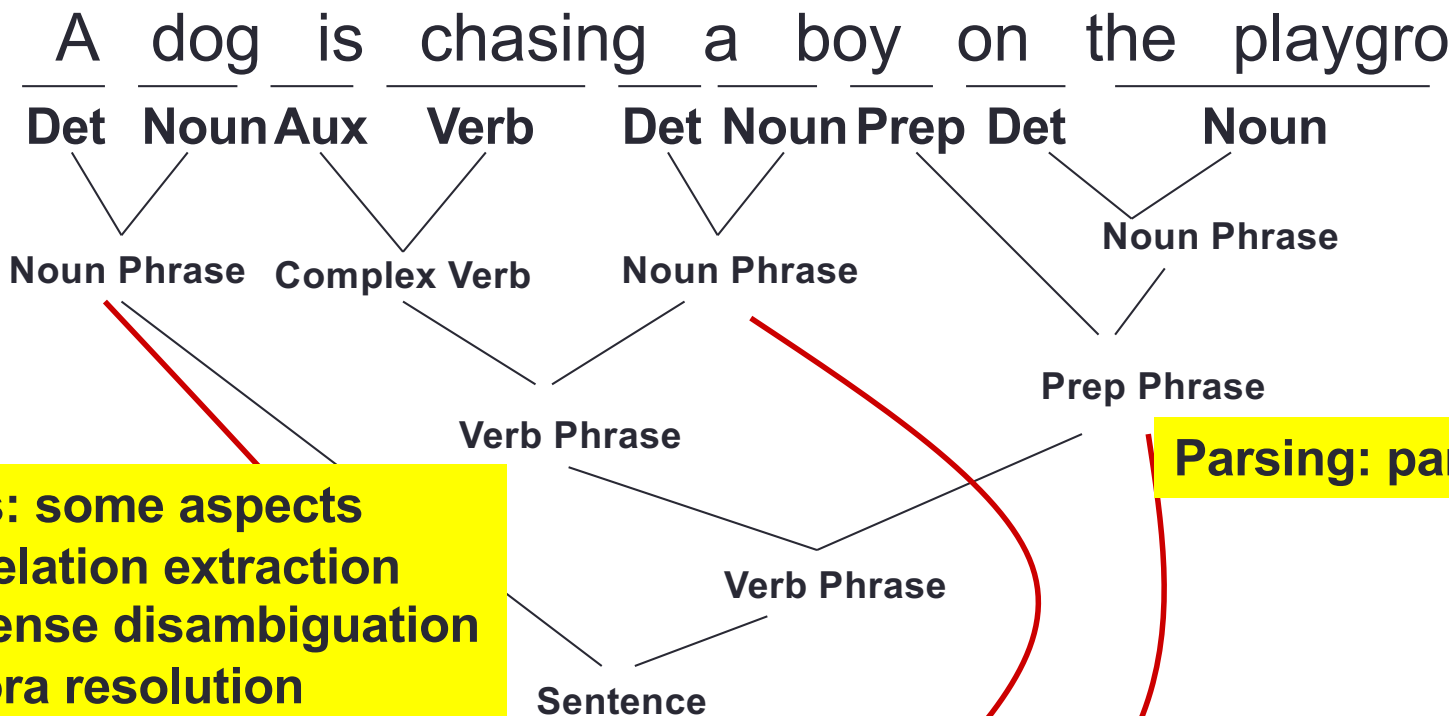 A dog is chasing a boy on the playgro
Det Noun Aux Verb Det Noun Prep Det Noun
Noun Phrase
Noun Phrase Complex Verb Noun Phrase
Prep Phrase
Verb Phrase
Parsing: par
s: some aspects
elation extraction
ense disambiguation
Verb Phrase
ora resolution
Sentence